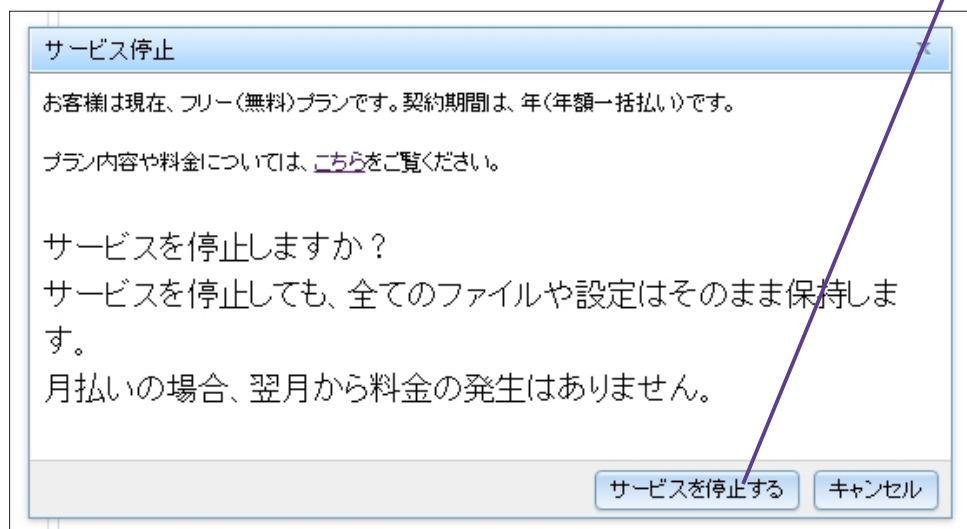 サービス停止
x
お客様は現在、フリー(無料)プランです。契約期間は、年(年額一括払い)です。
プラン内容や料金については、こちらをご覧ください。
サービスを停止しますか?
サービスを停止しても、全てのファイルや設定はそのまま保持しま
す。
月払いの場合、翌月から料金の発生はありません。
サービスを停止する キャンセル